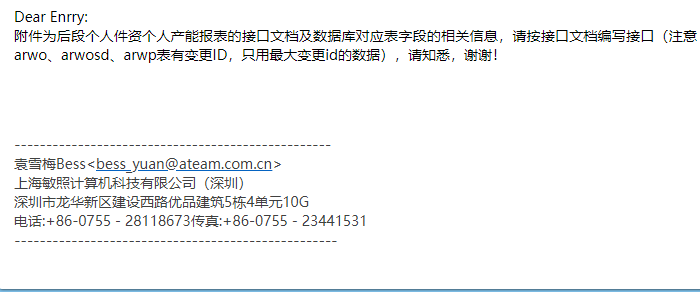 Dear Enrry:
附件为后段个人件资个人产能报表的接口文档及数据库对应表字段的相关信息，请按接口文档编写接口（注意
arwo、arwosd、arwp表有变更ID，只用最大变更id的数据），请知悉，谢谢！
--------------------------------------------------
袁雪梅Bess<bess_yuan@ateam.com.cn>
上海敏照计算机科技有限公司（深圳）
深圳市龙华新区建设西路优品建筑5栋4单元10G
电话:+86-0755－28118673传真:+86-0755－23441531
---------------------------------------------------